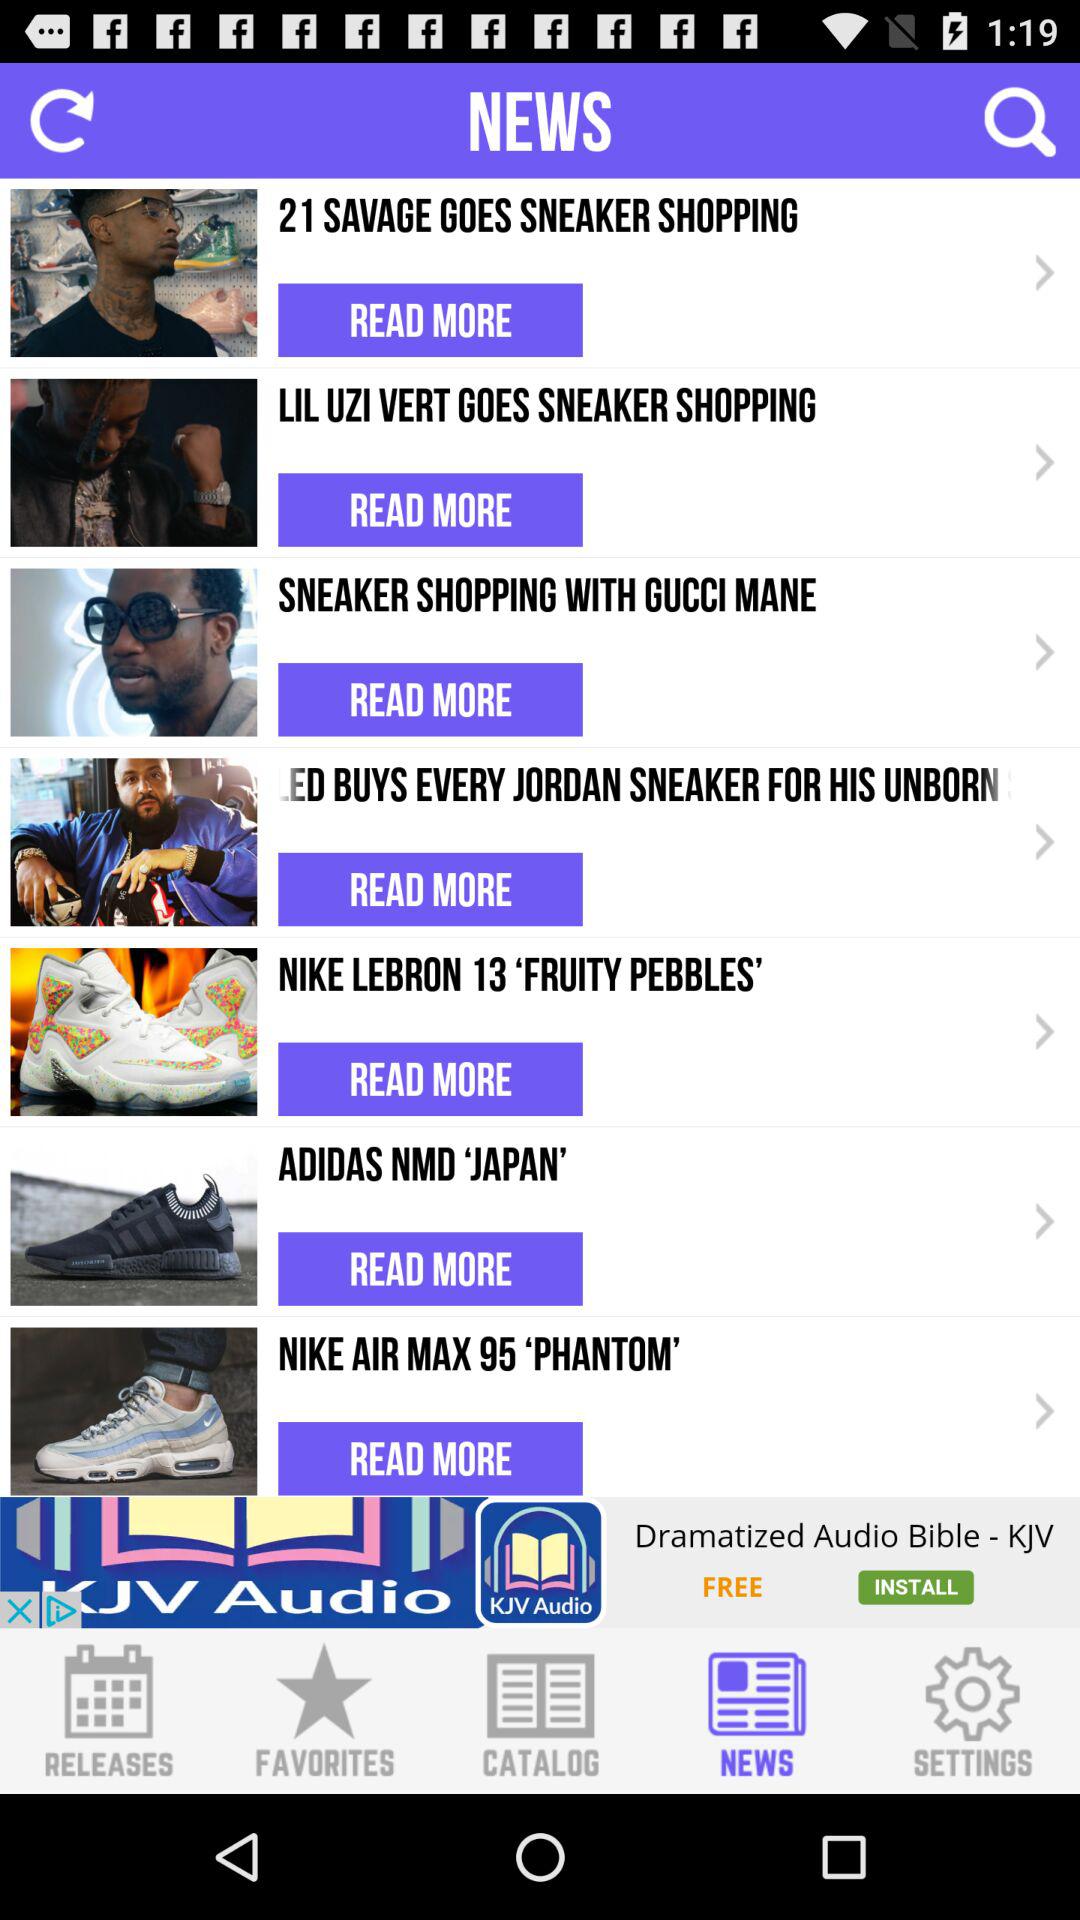 1:19
NEWS
21 SAVAGE GOES SNEAKER SHOPPING
READ MORE
LIL UZI VERT GOES SNEAKER SHOPPING
READ MORE
SNEAKER SHOPPING WITH GUCCI MANE
READ MORE
LED BUYS EVERY JORDAN SNEAKER FOR HIS UNBORN
READ MORE
NIKE LEBRON 13 ‘FRUITY PEBBLES’
READ MORE
ADIDAS NMD ‘JAPAN’
READ MORE
NIKE AIR MAX 95 ‘PHANTOM’
READ MORE
KJV Audio
KJV Audio
Dramatized Audio Bible - KJV
FREE
INSTALL
RELEASES
FAVORITES
CATALOG
NEWS
SETTINGS